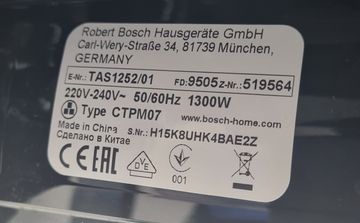 Robert Bosch Hausgeräte GmbH
Carl-Wery-Straße 34, 81739 München,
GERMANY
E-Nr.: TAS1252/01 FD: 9505 Z-Nr.: 519564
220V-240V~ 50/60Hz 1300W
Type CTPM07 www.bosch-home.com
Made in China
Сделано в Китае
S-Nr.: H15K8UHK4BAE2Z
CE EAC DVE 001